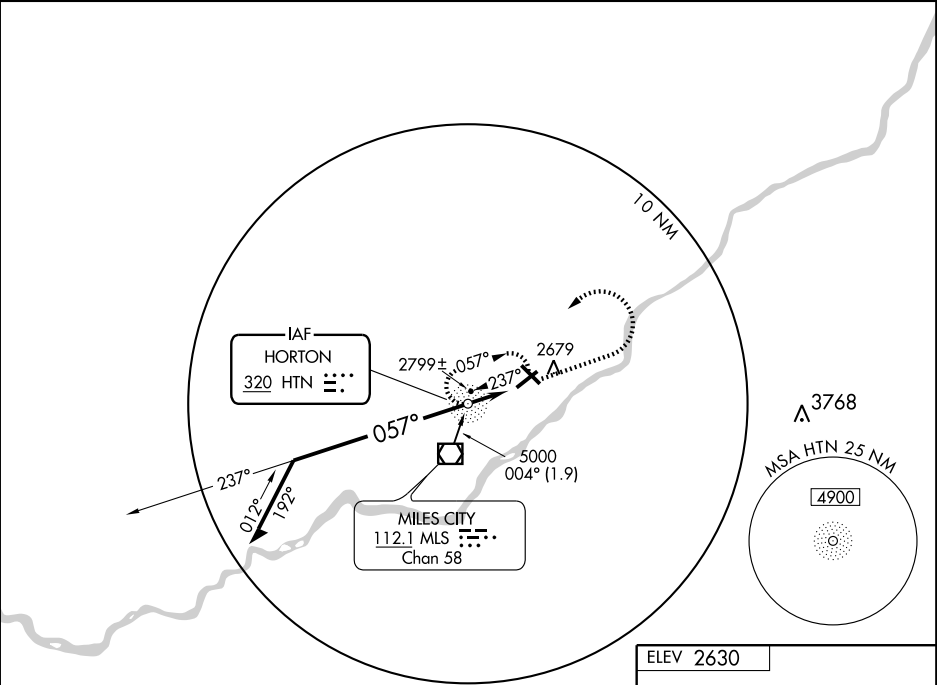 10 NM
IAF
HORTON
320 HTN
2799±
057°
2679
237°
057°
3768
237°
012°
192°
5000
004° (1.9)
MSA HTN 25 NM
4900
MILES CITY
112.1 MLS
Chan 58
ELEV 2630